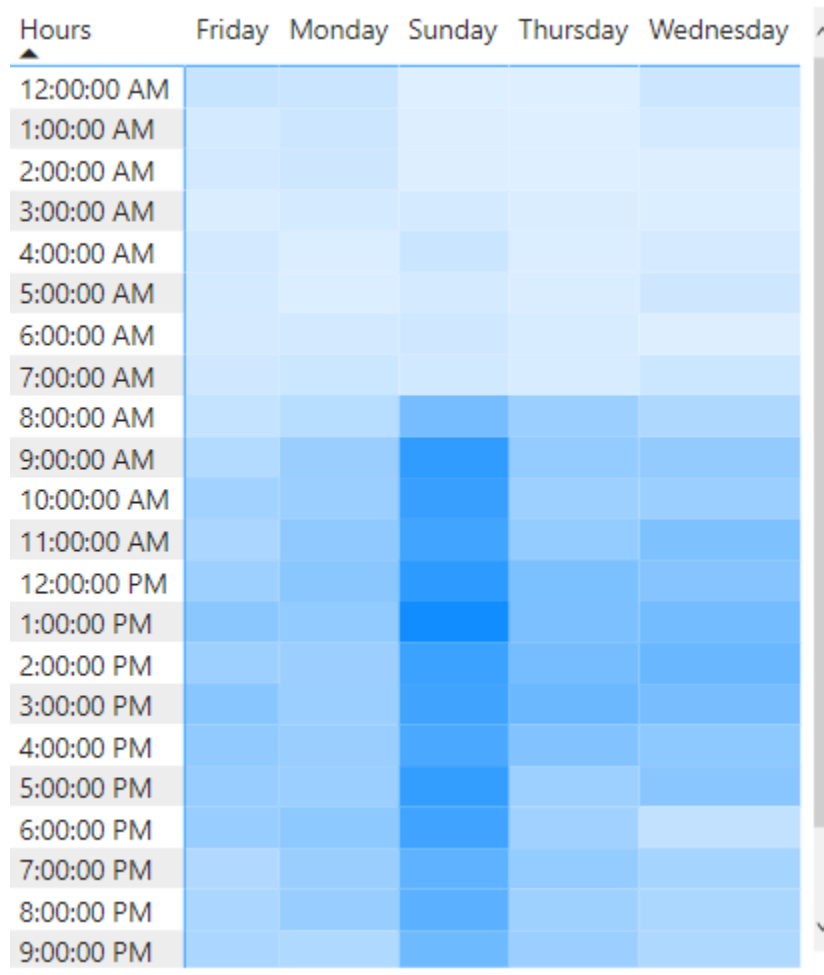 Hours Friday Monday Sunday Thursday Wednesday
12:00:00 AM
1:00:00 AM
2:00:00 AM
3:00:00 AM
4:00:00 AM
5:00:00 AM
6:00:00 AM
7:00:00 AM
8:00:00 AM
9:00:00 AM
10:00:00 AM
11:00:00 AM
12:00:00 PM
1:00:00 PM
2:00:00 PM
3:00:00 PM
4:00:00 PM
5:00:00 PM
6:00:00 PM
7:00:00 PM
8:00:00 PM
9:00:00 PM